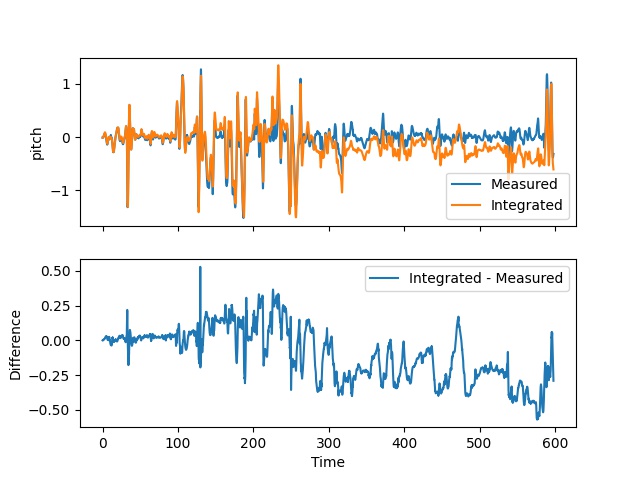 1
0
−1
pitch
Measured
Integrated
0.50
0.25
0.00
−0.25
−0.50
Difference
Integrated - Measured
0 100 200 300 400 500 600
Time